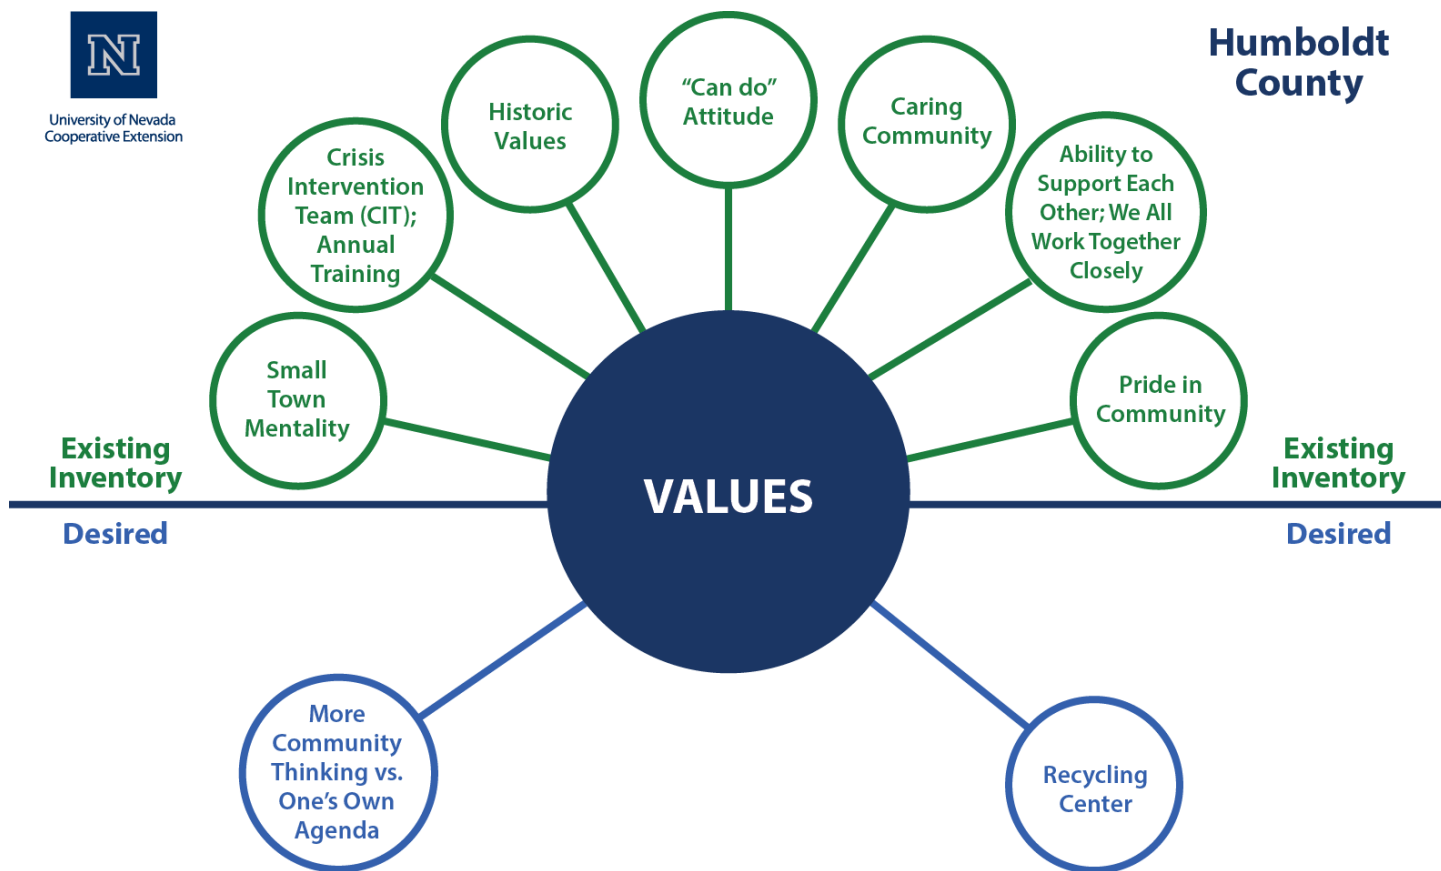 N
University of Nevada
Cooperative Extension
Humboldt
County
Small
Town
Mentality
Crisis
Intervention
Team (CIT);
Annual
Training
Historic
Values
“Can do”
Attitude
Caring
Community
Ability to
Support Each
Other; We All
Work Together
Closely
Pride in
Community
Existing
Inventory
Existing
Inventory
VALUES
Desired
Desired
More
Community
Thinking vs.
One’s Own
Agenda
Recycling
Center